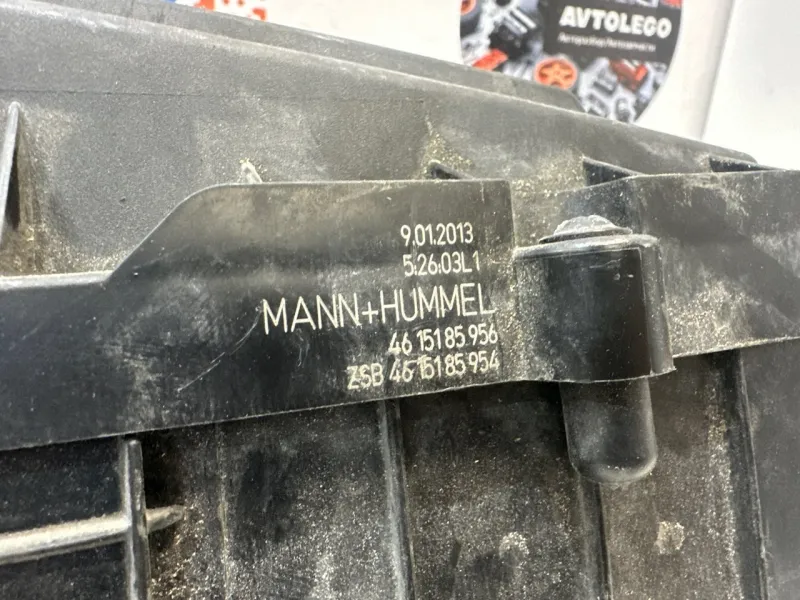 AVTOLEGO
9.01.2013
5:26:03L1
MANN+HUMMEL
46 151 85 956
ZSB 46 151 85 954